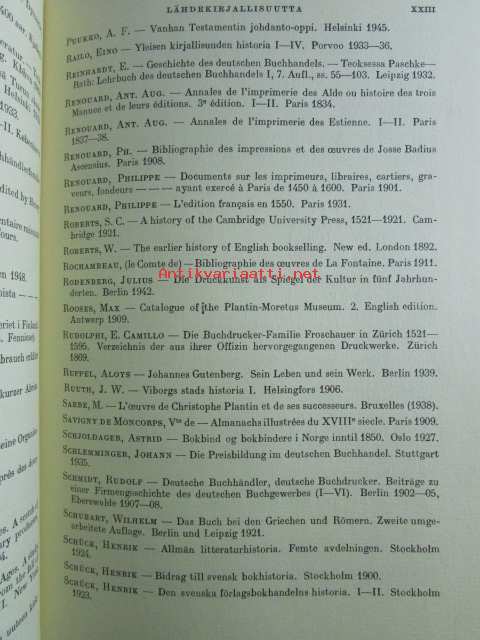 LÄHDEKIRJALLISUUTTA XXIII
PUUKKO, A. F. — Vanhan Testamentin johdanto-oppi. Helsinki 1945.
RAILO, EINO — Yleisen kirjallisuuden historia I—IV. Porvoo 1933—36.
REINHARDT, E. — Geschichte des deutschen Buchhandels. — Teoksessa Paschke—
Rath: Lehrbuch des deutschen Buchhandels I, 7. Aufl., ss. 55—103. Leipzig 1932.
RENOUARD, ANT. AUG. — Annales de l'imprimerie des Alde ou histoire des trois
Manuce et de leurs éditions. 3e édition. I—II. Paris 1834.
RENOUARD, ANT. AUG. — Annales de l'imprimerie des Estienne. I—II. Paris
1837—38.
RENOUARD, PH. — Bibliographie des impressions et des œuvres de Josse Badius
Ascensius. Paris 1908.
RENOUARD, PHILIPPE — Documents sur les imprimeurs, libraires, cartiers, gra-
veurs, fondeurs — — — ayant exercé à Paris de 1450 à 1600. Paris 1901.
RENOUARD, PHILIPPE — L'edition français en 1550. Paris 1931.
ROBERTS, S. C. — A history of the Cambridge University Press, 1521—1921. Cam-
bridge 1921.
ROBERTS, W. — The earlier history of English bookselling. New ed. London 1892.
ROCHAMBEAU, (le Comte de) — Bibliographie des œuvres de La Fontaine. Paris 1911.
Antikvariaatti.net
RODENBERG, JULIUS — Die Druckkunst als Spiegel der Kultur in fünf Jahrhun-
derten. Berlin 1942.
ROOSES, MAX — Catalogue of the Plantin-Moretus Museum. 2. English edition.
Antwerp 1909.
RUDOLPHI, E. CAMILLO — Die Buchdrucker-Familie Froschauer in Zürich 1521—
1595. Verzeichnis der aus ihrer Offizin hervorgegangenen Druckwerke. Zürich
1869.
RUPPEL, ALOYS — Johannes Gutenberg. Sein Leben und sein Werk. Berlin 1939.
RUUTH, J. W. — Viborgs stads historia I. Helsingfors 1906.
SABBE, M. — L'œuvre de Christophe Plantin et de ses successeurs. Bruxelles (1938).
SAVIGNY DE MONCORPS, Vte de — Almanachs illustrées du XVIIIe siecle. Paris 1909.
SCHJOLDAGER, ASTRID — Bokbind og bokbindere i Norge inntil 1850. Oslo 1927.
SCHLEMMINGER, JOHANN — Die Preisbildung im deutschen Buchhandel. Stuttgart
1935.
SCHMIDT, RUDOLF — Deutsche Buchhändler, deutsche Buchdrucker. Beiträge zu
einer Firmengeschichte des deutschen Buchgewerbes (I—VI). Berlin 1902—05,
Eberswalde 1907—08.
SCHUBART, WILHELM — Das Buch bei den Griechen und Römern. Zweite umge-
arbeitete Auflage. Berlin und Leipzig 1921.
SCHÜCK, HENRIK — Allmän litteraturhistoria. Femte avdelningen. Stockholm
1924.
SCHÜCK, HENRIK — Bidrag till svensk bokhistoria. Stockholm 1900.
SCHÜCK, HENRIK — Den svenska förlagsbokhandelns historia. I—II. Stockholm
1923.